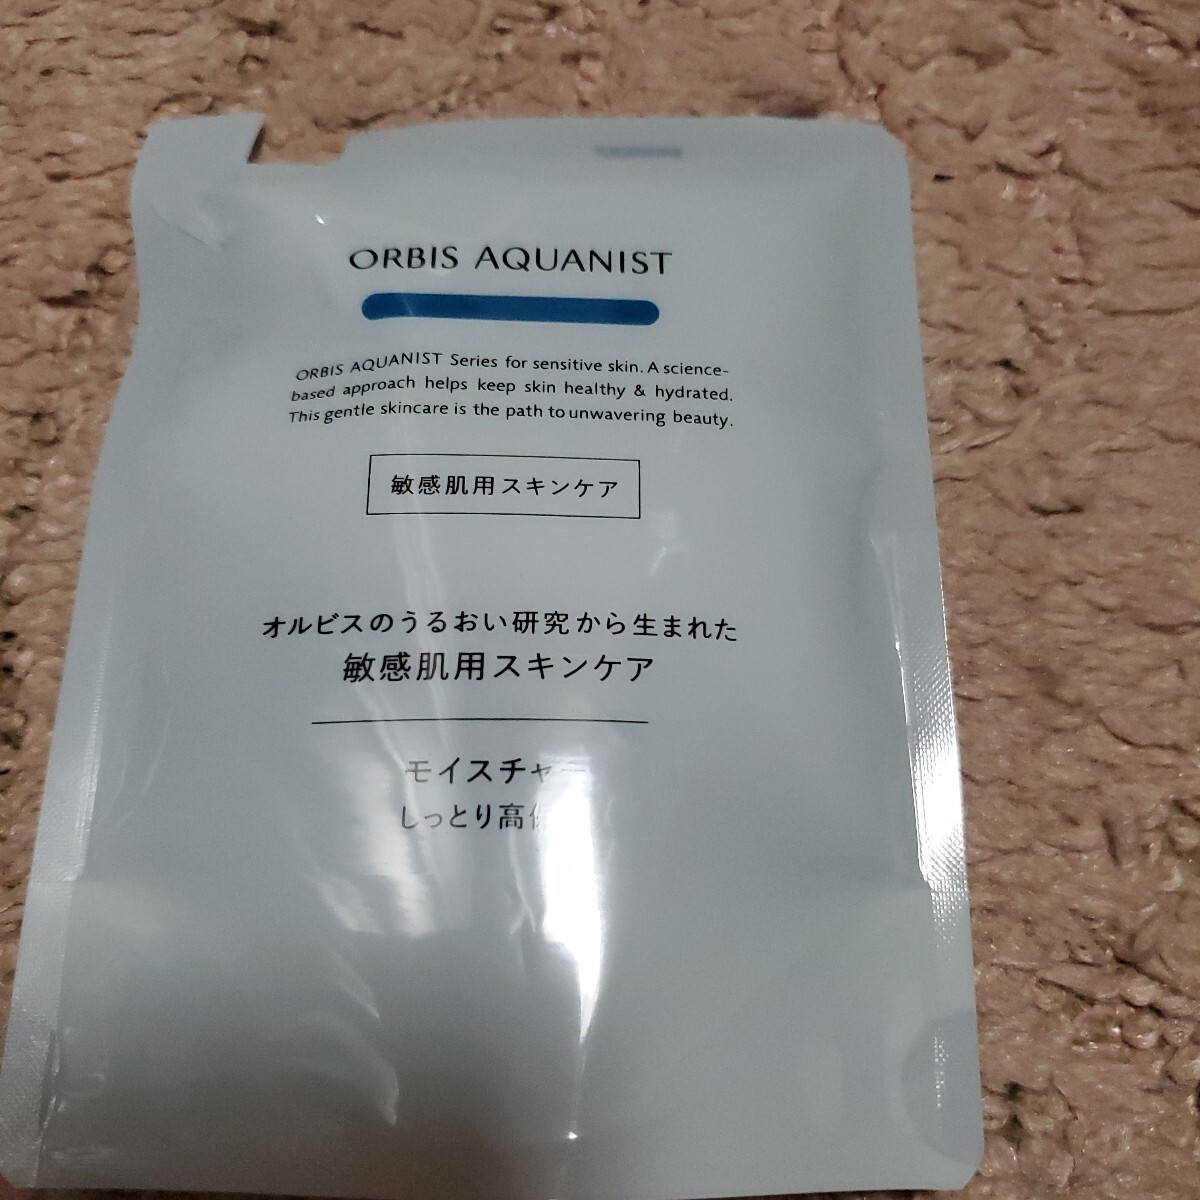 ORBIS AQUANIST
ORBIS AQUANIST Series for sensitive skin. A science-
based approach helps keep skin healthy & hydrated.
This gentle skincare is the path to unwavering beauty.
敏感肌用スキンケア
オルビスのうるおい研究から生まれた
敏感肌用スキンケア
モイスチャー
しっとり高